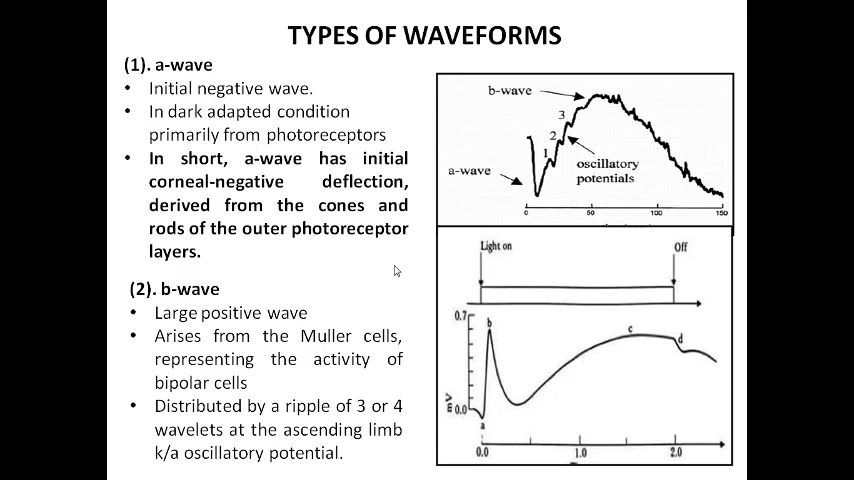 TYPES OF WAVEFORMS
(1). a-wave
• Initial negative wave.
• In dark adapted condition
primarily from photoreceptors
• In short, a-wave has initial
corneal-negative deflection,
derived from the cones and
rods of the outer photoreceptor
layers.
(2). b-wave
• Large positive wave
• Arises from the Muller cells,
representing the activity of
bipolar cells
• Distributed by a ripple of 3 or 4
wavelets at the ascending limb
k/a oscillatory potential.
b-wave
3
2
1
a-wave
oscillatory
potentials
0 50 100 150
Light on Off
0.7
b
c
d
mV
0.0
a
0.0 1.0 2.0